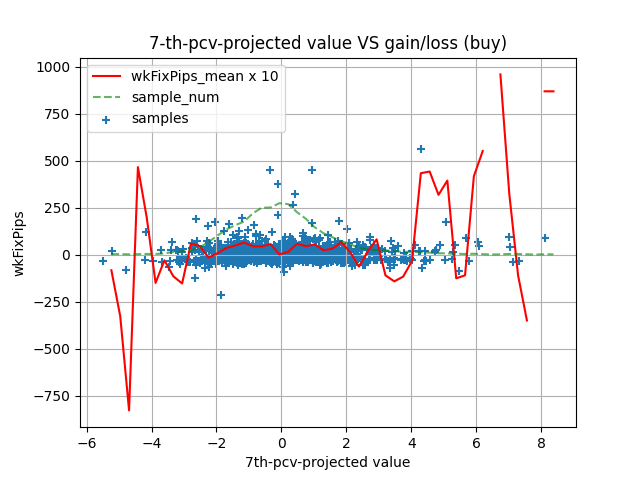 7-th-pcv-projected value VS gain/loss (buy)
wkFixPips_mean x 10
sample_num
samples
1000
750
500
250
0
−250
−500
−750
wkFixPips
−6 −4 −2 0 2 4 6 8
7th-pcv-projected value